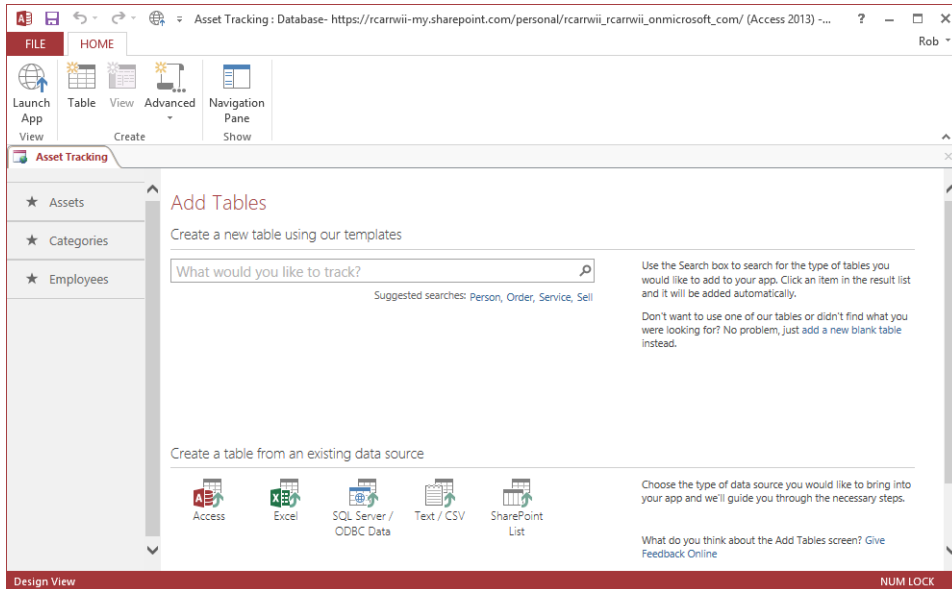 Asset Tracking : Database- https://rcarrwii-my.sharepoint.com/personal/rcarrwii_rcarrwii_onmicrosoft_com/ (Access 2013) -...
FILE
HOME
Rob
Launch App
Table
View
Advanced
Navigation Pane
View
Create
Show
Asset Tracking
Assets
Categories
Employees
Add Tables
Create a new table using our templates
What would you like to track?
Suggested searches: Person, Order, Service, Sell
Use the Search box to search for the type of tables you
would like to add to your app. Click an item in the result list
and it will be added automatically.
Don't want to use one of our tables or didn't find what you
were looking for? No problem, just add a new blank table
instead.
Create a table from an existing data source
Access
Excel
SQL Server /
ODBC Data
Text / CSV
SharePoint
List
Choose the type of data source you would like to bring into
your app and we'll guide you through the necessary steps.
What do you think about the Add Tables screen? Give
Feedback Online
Design View
NUM LOCK